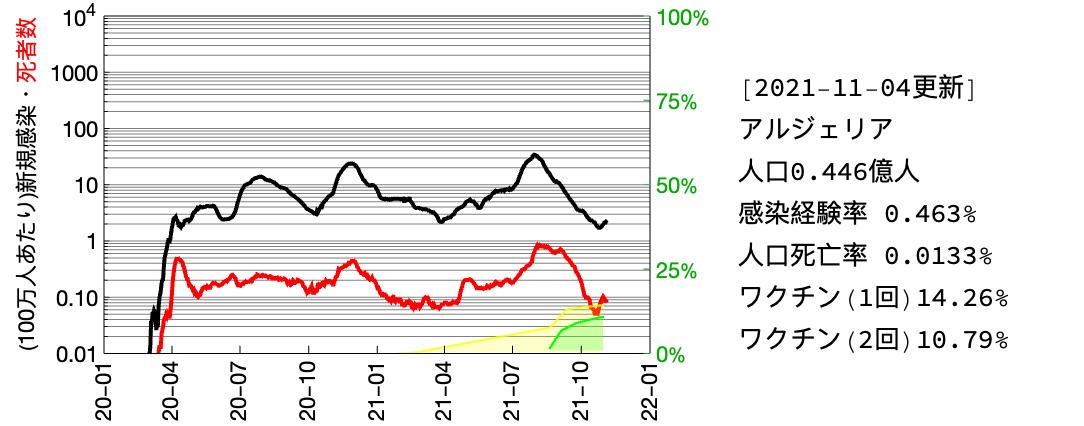 (100万人あたり)新規感染・死者数
10^4
1000
100
10
1
0.10
0.01
100%
75%
50%
25%
0%
20-01
20-04
20-07
20-10
21-01
21-04
21-07
21-10
22-01
[2021-11-04更新]
アルジェリア
人口0.446億人
感染経験率 0.463%
人口死亡率 0.0133%
ワクチン(1回)14.26%
ワクチン(2回)10.79%